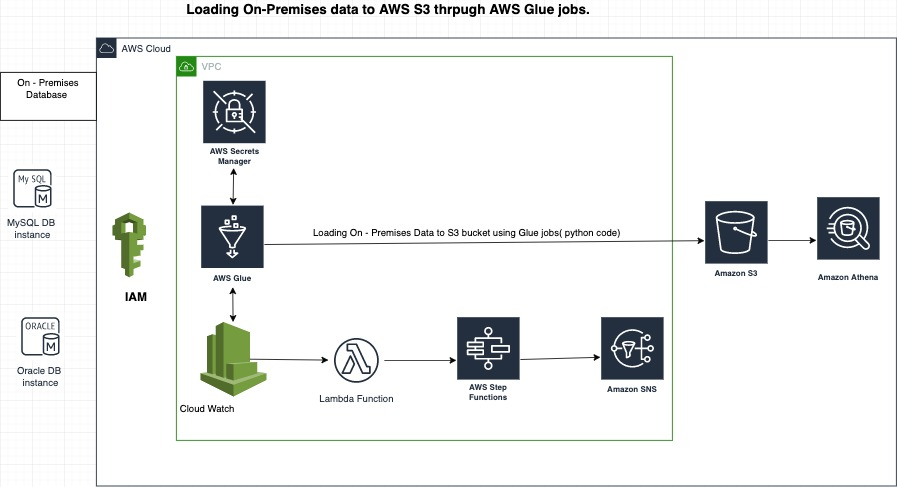 Loading On-Premises data to AWS S3 thrpugh AWS Glue jobs.
AWS Cloud
VPC
On - Premises
Database
AWS Secrets
Manager
My SQL
M
MySQL DB
instance
IAM
AWS Glue
Loading On - Premises Data to S3 bucket using Glue jobs( python code)
Amazon S3
Amazon Athena
ORACLE
M
Oracle DB
instance
Cloud Watch
Lambda Function
AWS Step
Functions
Amazon SNS